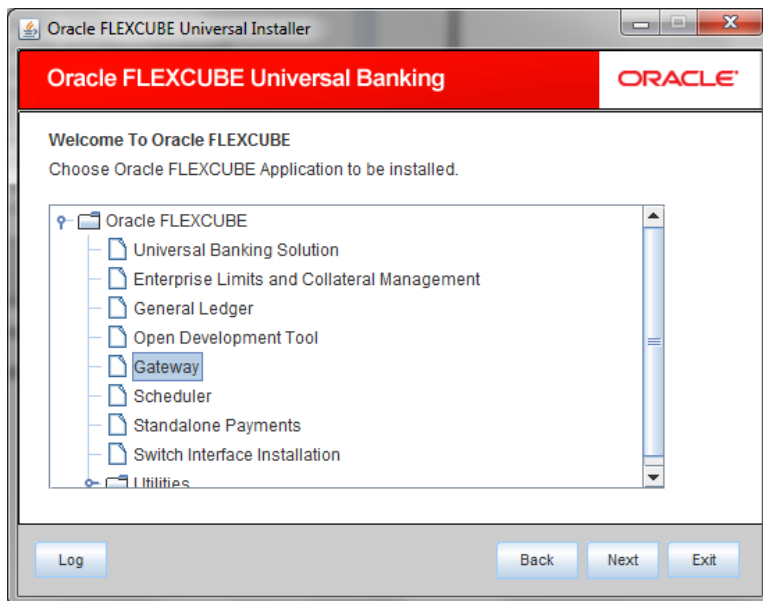 Oracle FLEXCUBE Universal Installer
Oracle FLEXCUBE Universal Banking
ORACLE
Welcome To Oracle FLEXCUBE
Choose Oracle FLEXCUBE Application to be installed.
Oracle FLEXCUBE
Universal Banking Solution
Enterprise Limits and Collateral Management
General Ledger
Open Development Tool
Gateway
Scheduler
Standalone Payments
Switch Interface Installation
Utilities
Log Back Next Exit